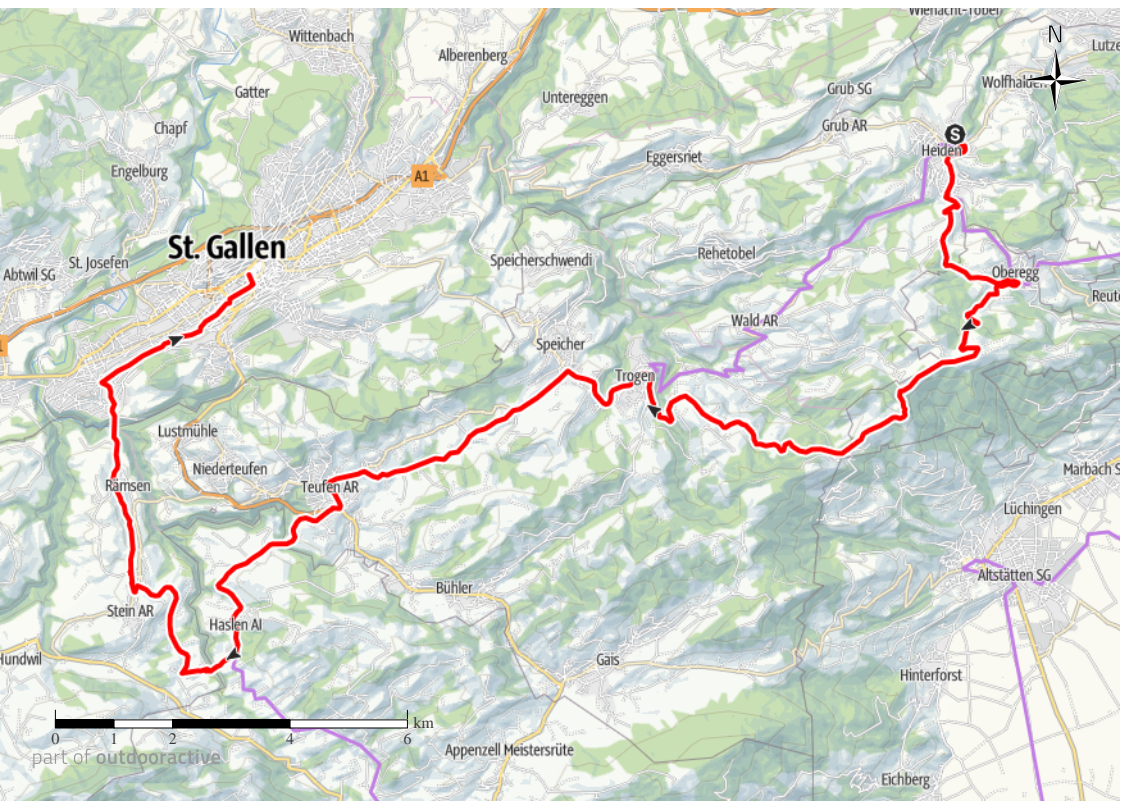 Wienacht-Tobel
N
Wittenbach
Lutze
Alberenberg
Wolfhalden
Gatter
Grub SG
Untereggen
Chapf
Grub AR
S
Heiden
Eggersriet
Engelburg
A1
St. Gallen
Rehetobel
Speicherschwendi
St. Josefen
Abtwil SG
Oberegg
Reute
Wald AR
1
Speicher
Trogen
Lustmühle
Niederteufen
Marbach S
Ramsen
Teufen AR
Lüchingen
Altstätten SG
Bühler
Stein AR
Haslen AI
Hundwil
Gais
Hinterforst
km
0 1 2 4 6
Appenzell Meistersrüte
part of outdooractive
Eichberg